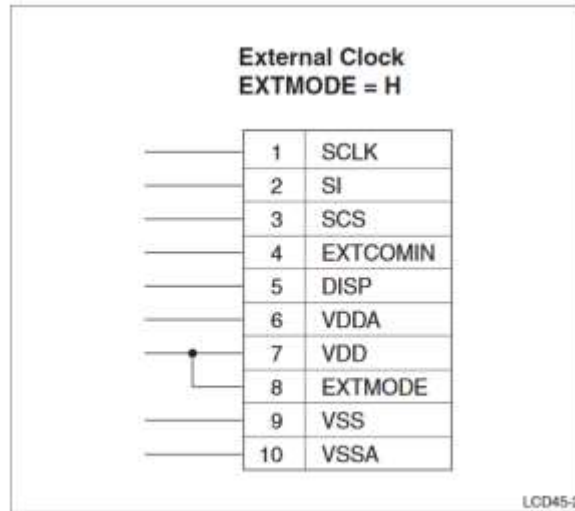 External Clock
EXTMODE = H
1 SCLK
2 SI
3 SCS
4 EXTCOMIN
5 DISP
6 VDDA
7 VDD
8 EXTMODE
9 VSS
10 VSSA